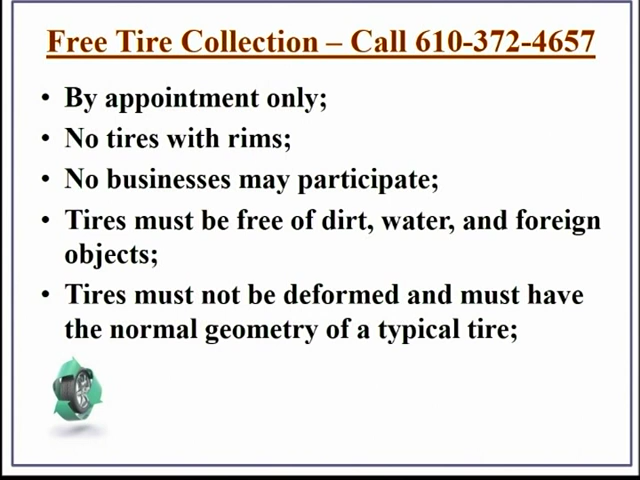 Free Tire Collection – Call 610-372-4657
• By appointment only;
• No tires with rims;
• No businesses may participate;
• Tires must be free of dirt, water, and foreign
objects;
• Tires must not be deformed and must have
the normal geometry of a typical tire;